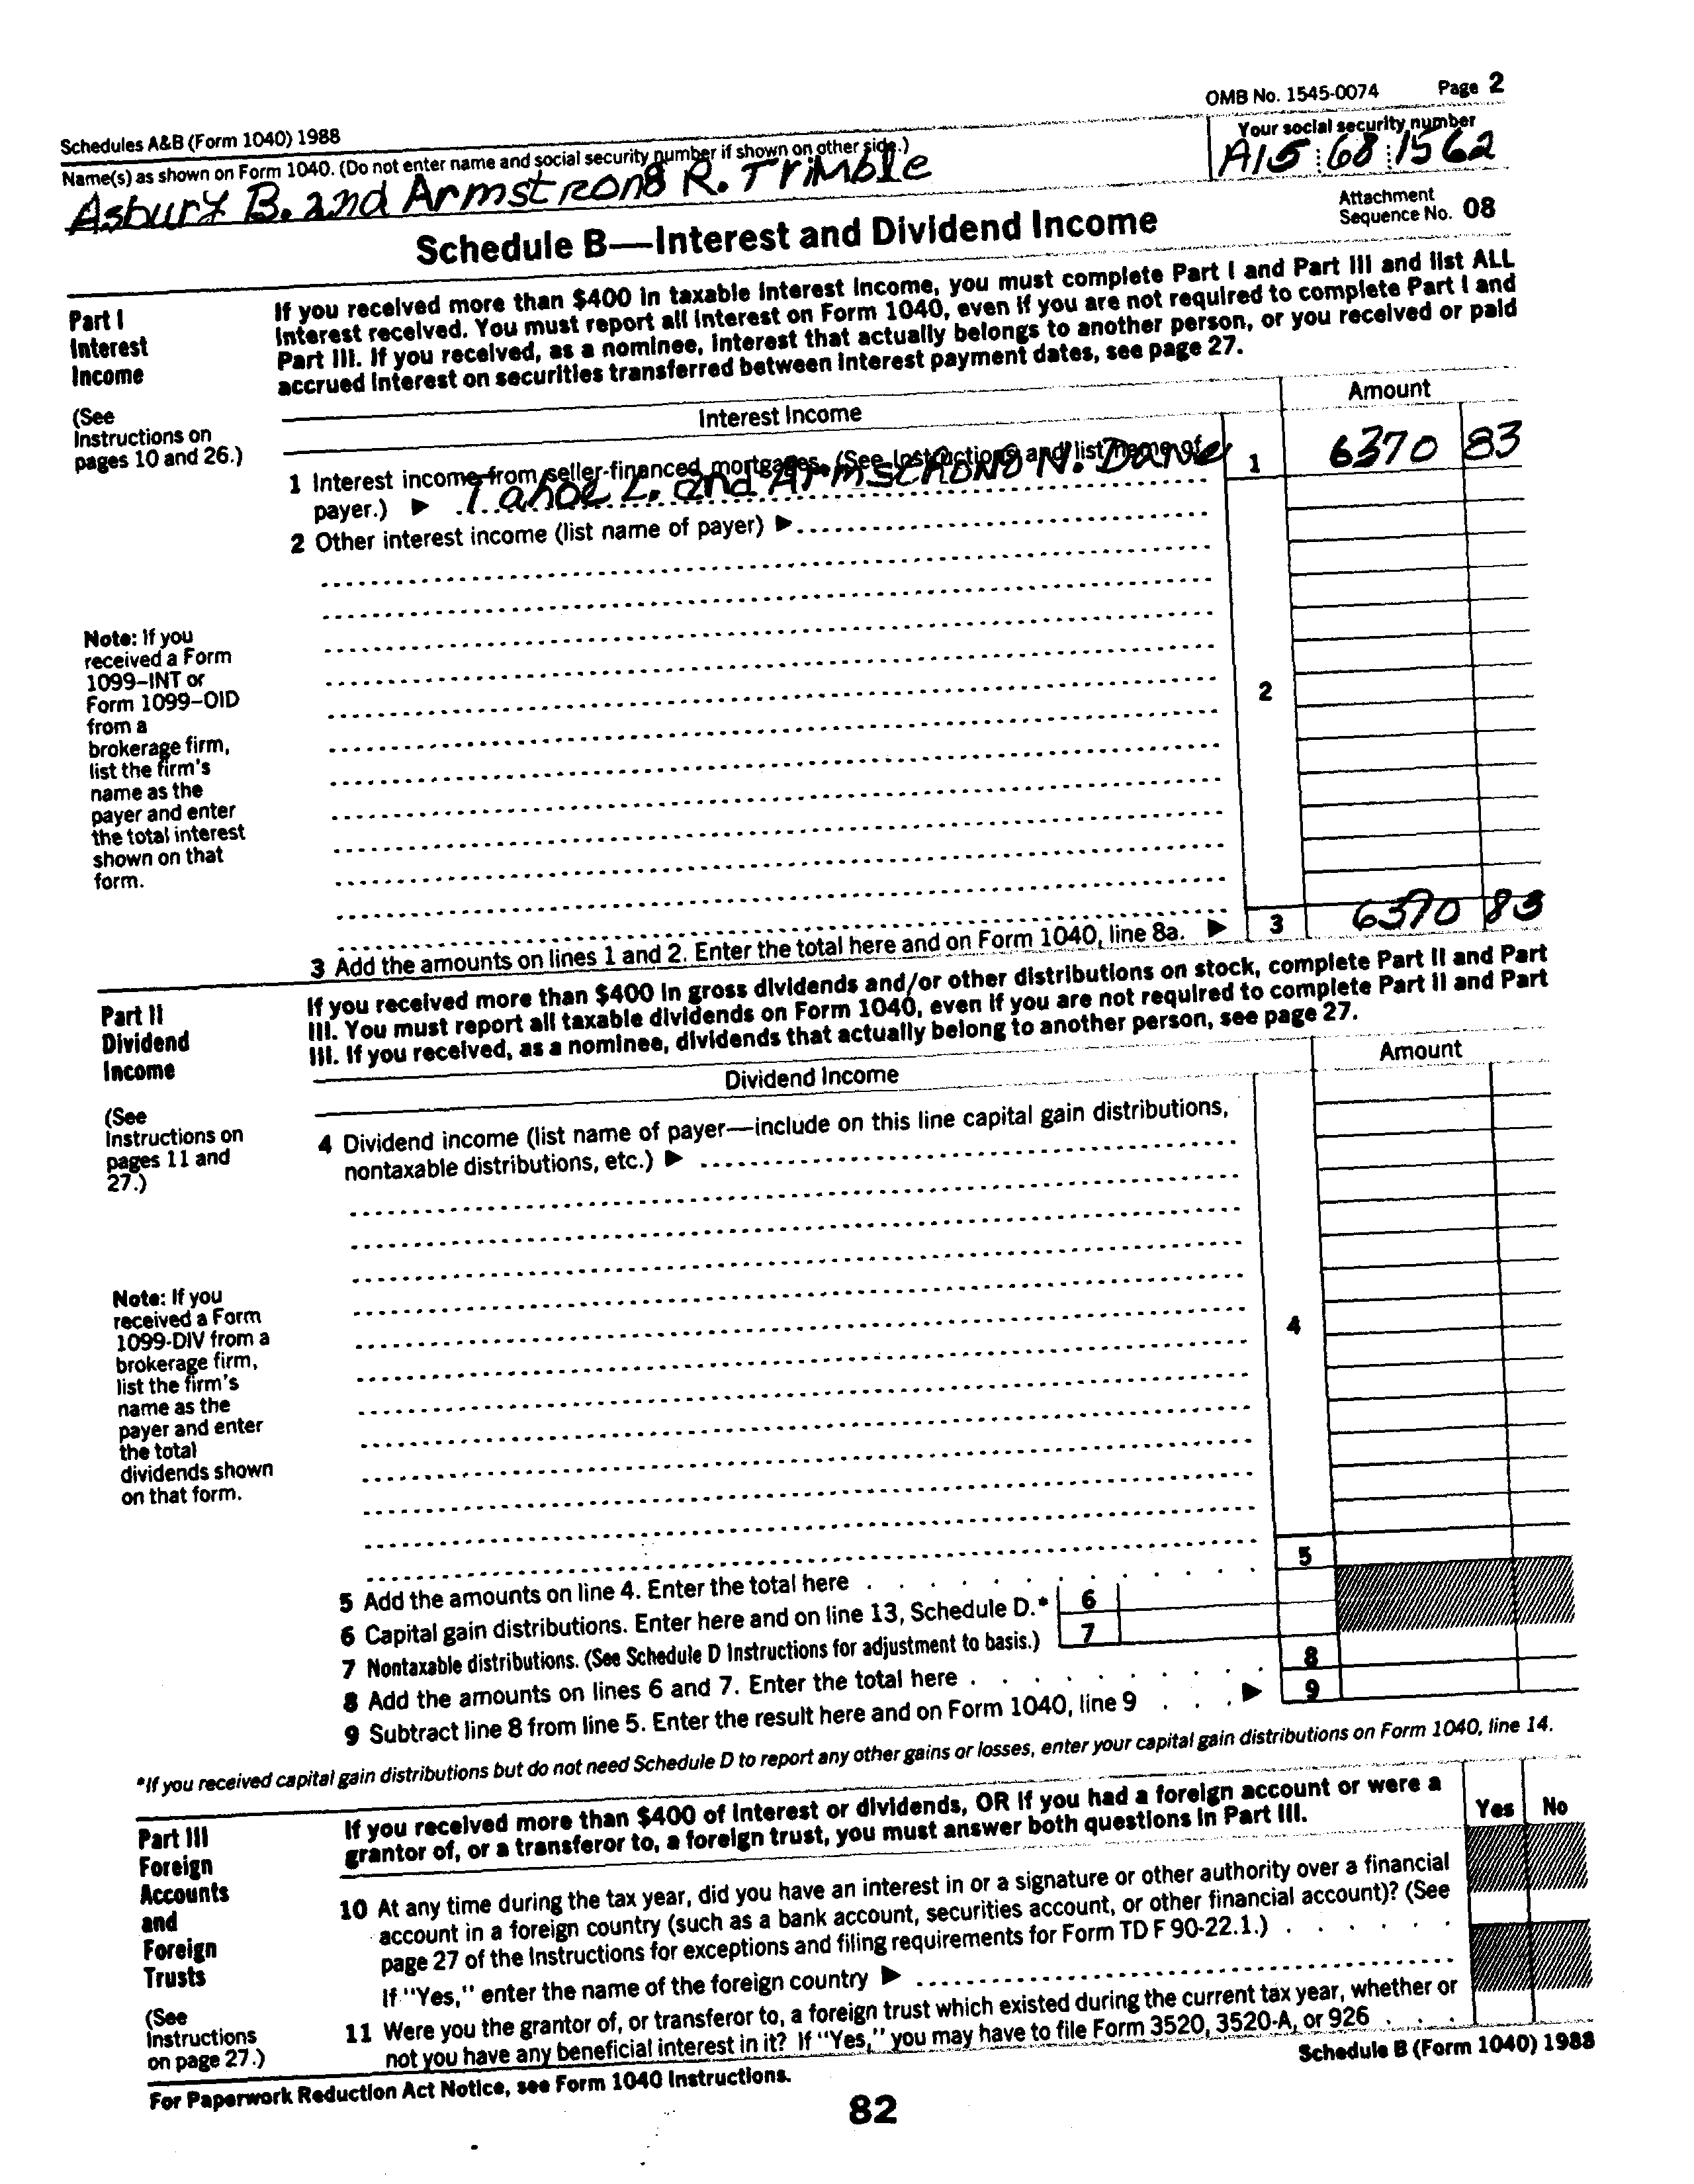 OMB No. 1545-0074 Page 2
Schedules A&B (Form 1040) 1988
Name(s) as shown on Form 1040. (Do not enter name and social security number if shown on other side.)
Your social security number
Asbury B. and Armstrong R. Trimble
A15 68 1562
Attachment
Sequence No. 08
Schedule B—Interest and Dividend Income
Part I
Interest
Income
(See
Instructions on
pages 10 and 26.)
If you received more than $400 in taxable interest income, you must complete Part I and Part III and list ALL
interest received. You must report all interest on Form 1040, even if you are not required to complete Part I and
Part III. If you received, as a nominee, interest that actually belongs to another person, or you received or paid
accrued interest on securities transferred between interest payment dates, see page 27.
Interest Income
Amount
1 Interest income from seller-financed mortgages. (See Instructions and list name of
payer.) ▶ Tahoe L. and Armstrong N. Dane
1 6370 83
2 Other interest income (list name of payer) ▶
2
Note: If you
received a Form
1099–INT or
Form 1099–OID
from a
brokerage firm,
list the firm's
name as the
payer and enter
the total interest
shown on that
form.
3 Add the amounts on lines 1 and 2. Enter the total here and on Form 1040, line 8a. ▶ 3 6370 83
Part II
Dividend
Income
(See
Instructions on
pages 11 and
27.)
If you received more than $400 in gross dividends and/or other distributions on stock, complete Part II and Part
III. You must report all taxable dividends on Form 1040, even if you are not required to complete Part II and Part
III. If you received, as a nominee, dividends that actually belong to another person, see page 27.
Dividend Income
Amount
4 Dividend income (list name of payer—include on this line capital gain distributions,
nontaxable distributions, etc.) ▶
4
Note: If you
received a Form
1099-DIV from a
brokerage firm,
list the firm's
name as the
payer and enter
the total
dividends shown
on that form.
5 Add the amounts on line 4. Enter the total here 5
6 Capital gain distributions. Enter here and on line 13, Schedule D.* 6
7 Nontaxable distributions. (See Schedule D Instructions for adjustment to basis.) 7
8 Add the amounts on lines 6 and 7. Enter the total here 8
9 Subtract line 8 from line 5. Enter the result here and on Form 1040, line 9 ▶ 9
*If you received capital gain distributions but do not need Schedule D to report any other gains or losses, enter your capital gain distributions on Form 1040, line 14.
Part III
Foreign
Accounts
and
Foreign
Trusts
(See
Instructions
on page 27.)
If you received more than $400 of interest or dividends, OR if you had a foreign account or were a
grantor of, or a transferor to, a foreign trust, you must answer both questions in Part III.
Yes No
10 At any time during the tax year, did you have an interest in or a signature or other authority over a financial
account in a foreign country (such as a bank account, securities account, or other financial account)? (See
page 27 of the Instructions for exceptions and filing requirements for Form TD F 90-22.1.)
If "Yes," enter the name of the foreign country ▶
11 Were you the grantor of, or transferor to, a foreign trust which existed during the current tax year, whether or
not you have any beneficial interest in it? If "Yes," you may have to file Form 3520, 3520-A, or 926
For Paperwork Reduction Act Notice, see Form 1040 Instructions.
Schedule B (Form 1040) 1988
82